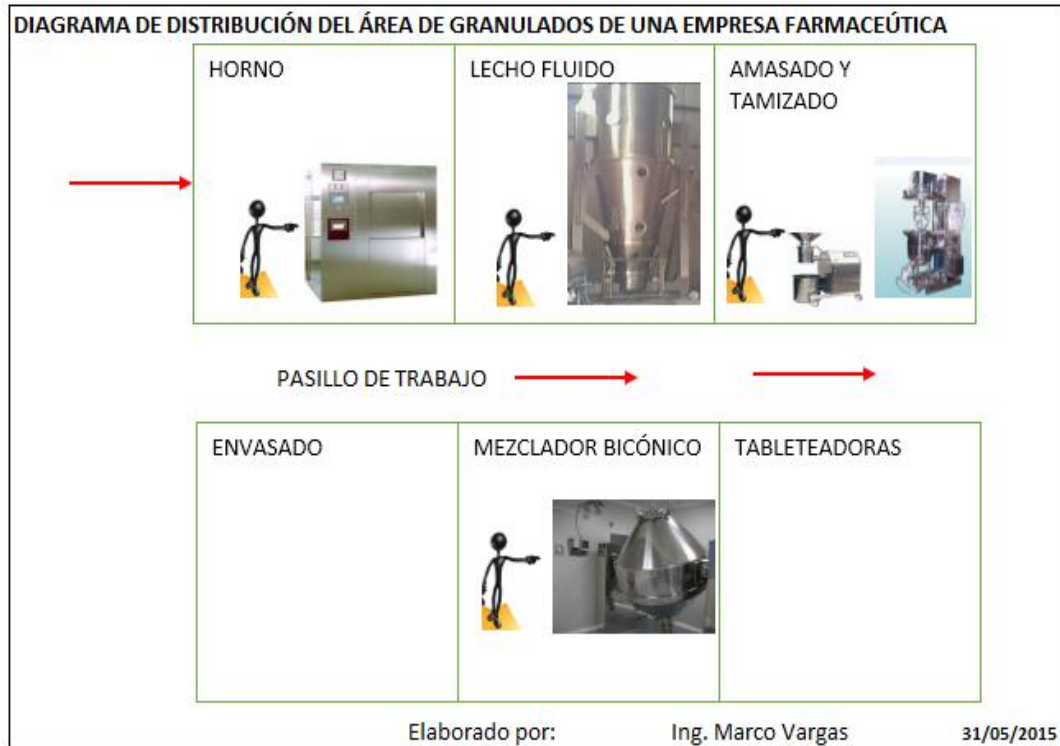 DIAGRAMA DE DISTRIBUCIÓN DEL ÁREA DE GRANULADOS DE UNA EMPRESA FARMACEÚTICA
HORNO
LECHO FLUIDO
AMASADO Y
TAMIZADO
PASILLO DE TRABAJO
ENVASADO
MEZCLADOR BICÓNICO
TABLETEADORAS
Elaborado por: Ing. Marco Vargas 31/05/2015